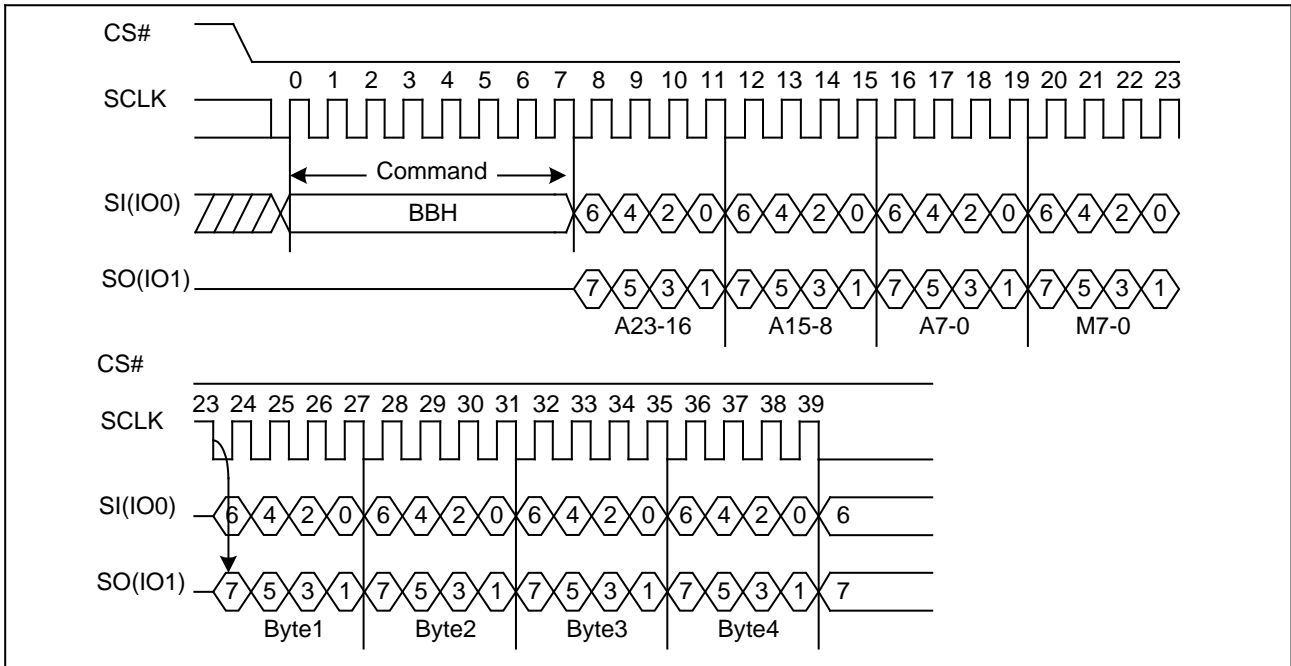 CS#
0 1 2 3 4 5 6 7 8 9 10 11 12 13 14 15 16 17 18 19 20 21 22 23
SCLK
Command
SI(IO0) BBH 6 4 2 0 6 4 2 0 6 4 2 0 6 4 2 0
SO(IO1) 7 5 3 1 7 5 3 1 7 5 3 1 7 5 3 1
A23-16 A15-8 A7-0 M7-0
CS#
23 24 25 26 27 28 29 30 31 32 33 34 35 36 37 38 39
SCLK
SI(IO0) 6 4 2 0 6 4 2 0 6 4 2 0 6 4 2 0 6
SO(IO1) 7 5 3 1 7 5 3 1 7 5 3 1 7 5 3 1 7
Byte1 Byte2 Byte3 Byte4